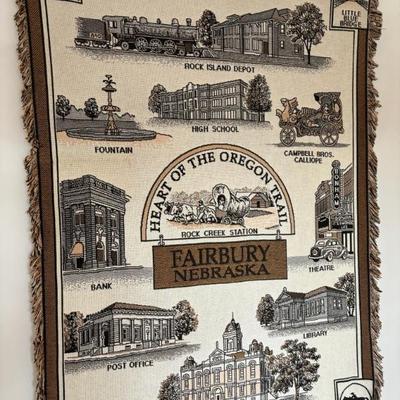 LITTLE BLUE
BRIDGE
ROCK ISLAND DEPOT
HIGH SCHOOL
FOUNTAIN
CAMPBELL BROS.
CALLIOPE
HEART OF THE OREGON TRAIL
ROCK CREEK STATION
FAIRBURY
NEBRASKA
BONHAM
THEATRE
BANK
LIBRARY
POST OFFICE